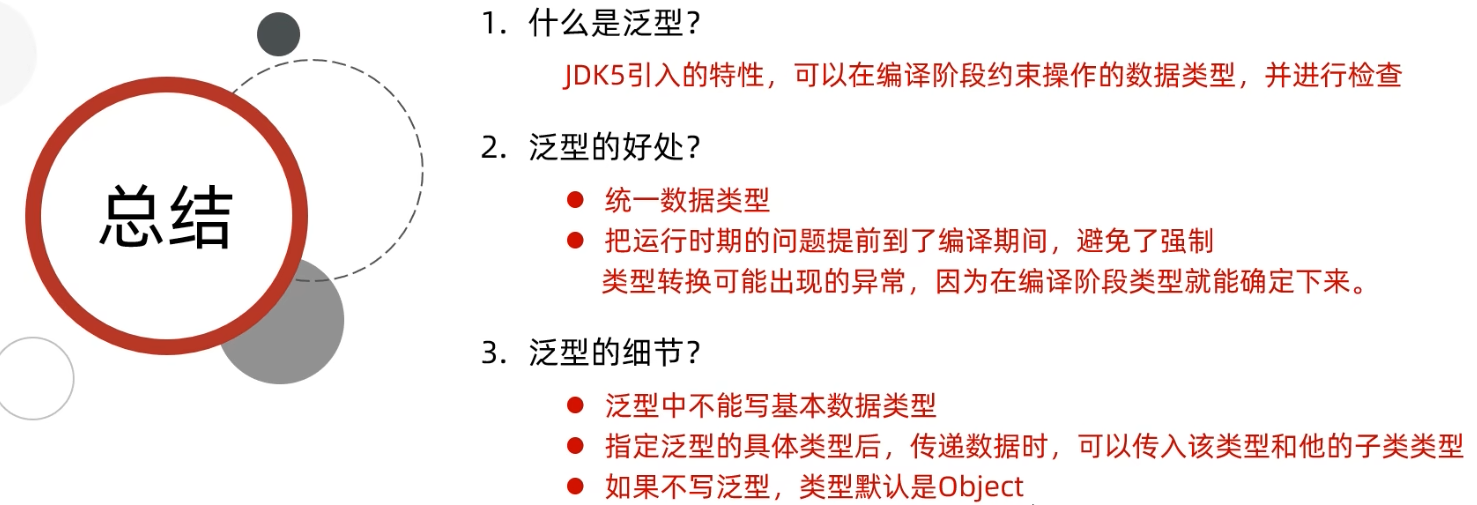 总结
1. 什么是泛型？
JDK5引入的特性，可以在编译阶段约束操作的数据类型，并进行检查
2. 泛型的好处？
● 统一数据类型
● 把运行时期的问题提前到了编译期间，避免了强制
类型转换可能出现的异常，因为在编译阶段类型就能确定下来。
3. 泛型的细节？
● 泛型中不能写基本数据类型
● 指定泛型的具体类型后，传递数据时，可以传入该类型和他的子类类型
● 如果不写泛型，类型默认是Object